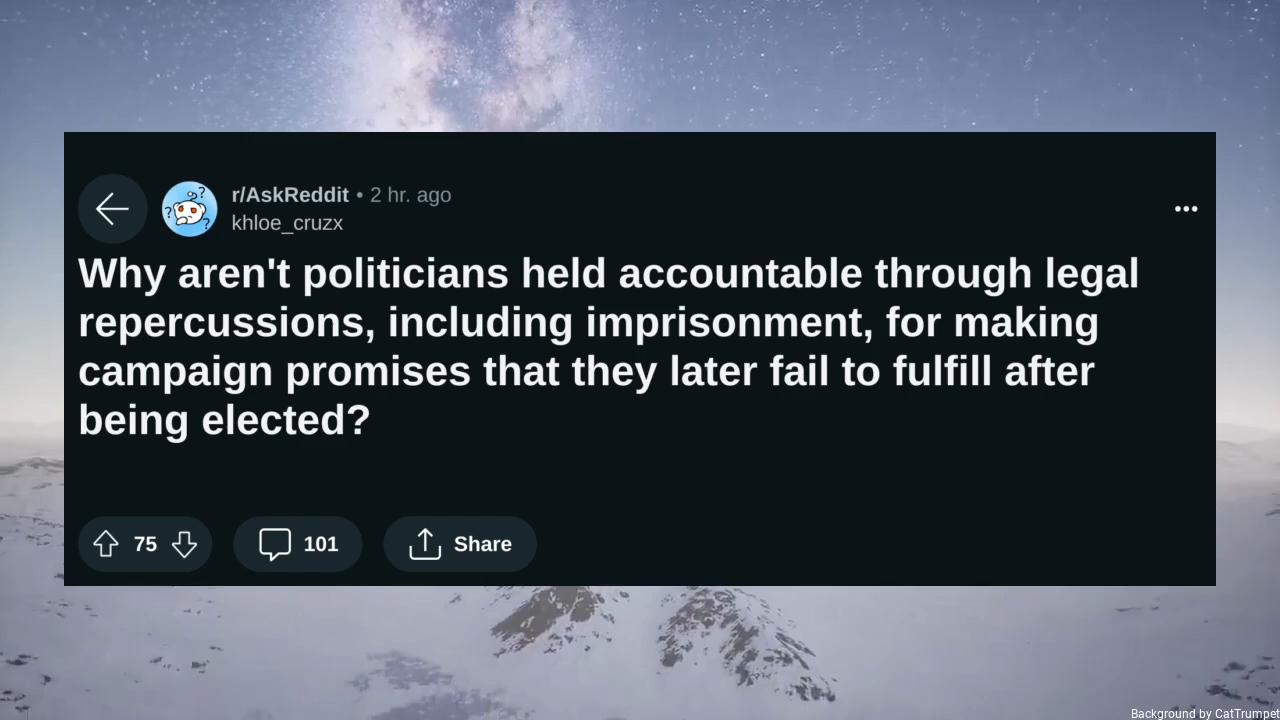 r/AskReddit • 2 hr. ago
khloe_cruzx
Why aren't politicians held accountable through legal
repercussions, including imprisonment, for making
campaign promises that they later fail to fulfill after
being elected?
75 101 Share
Background by CatTrumpet